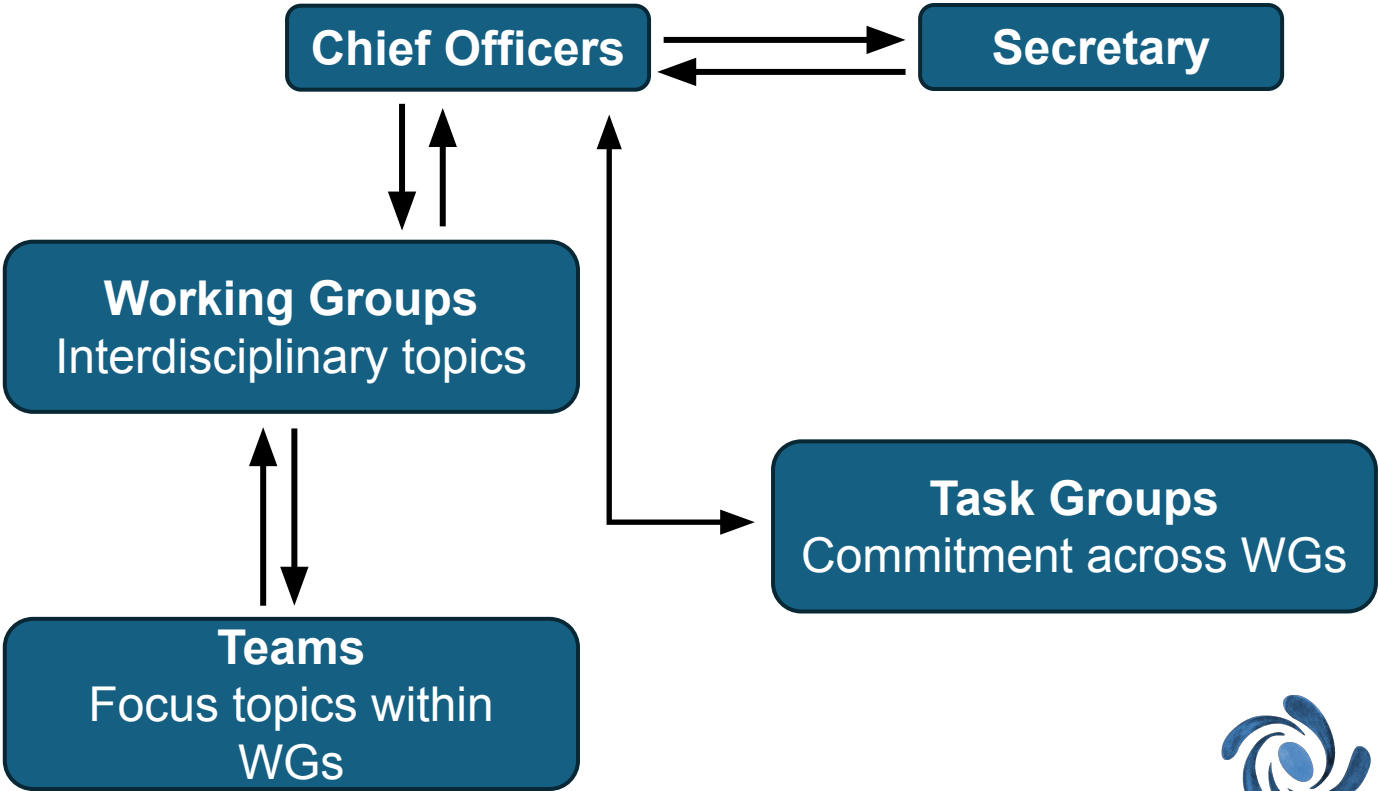 Chief Officers
Secretary
Working Groups
Interdisciplinary topics
Task Groups
Commitment across WGs
Teams
Focus topics within
WGs